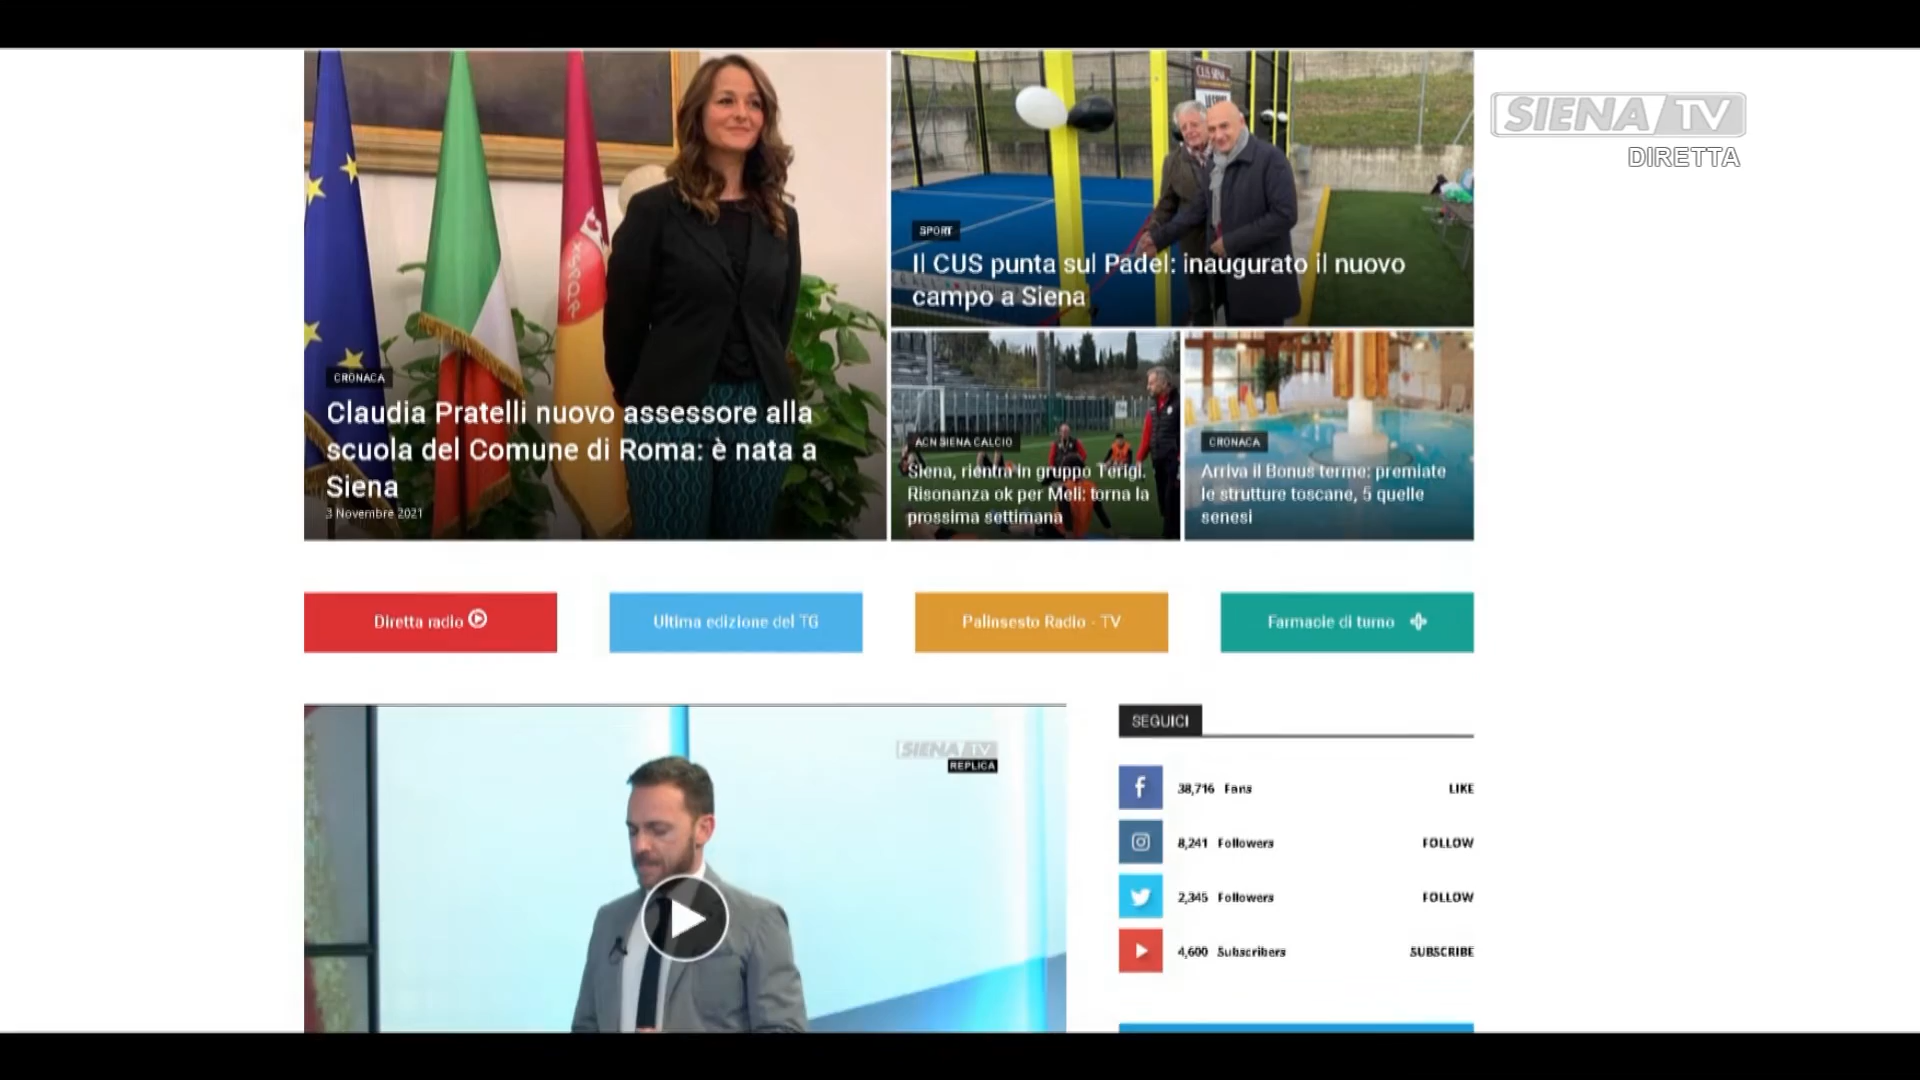 SIENA TV
DIRETTA
CRONACA
Claudia Pratelli nuovo assessore alla
scuola del Comune di Roma: è nata a
Siena
3 Novembre 2021
CUS SIENA
SPORT
Il CUS punta sul Padel: inaugurato il nuovo
campo a Siena
ACN SIENA CALCIO
Siena, rientra in gruppo Terigi.
Risonanza ok per Meli: torna la
prossima settimana
CRONACA
Arriva il Bonus terme: premiate
le strutture toscane, 5 quelle
senesi
Diretta radio
Ultima edizione del TG
Palinsesto Radio - TV
Farmacie di turno
SIENA TV
REPLICA
SEGUICI
38,716 Fans LIKE
8,241 Followers FOLLOW
2,345 Followers FOLLOW
4,600 Subscribers SUBSCRIBE